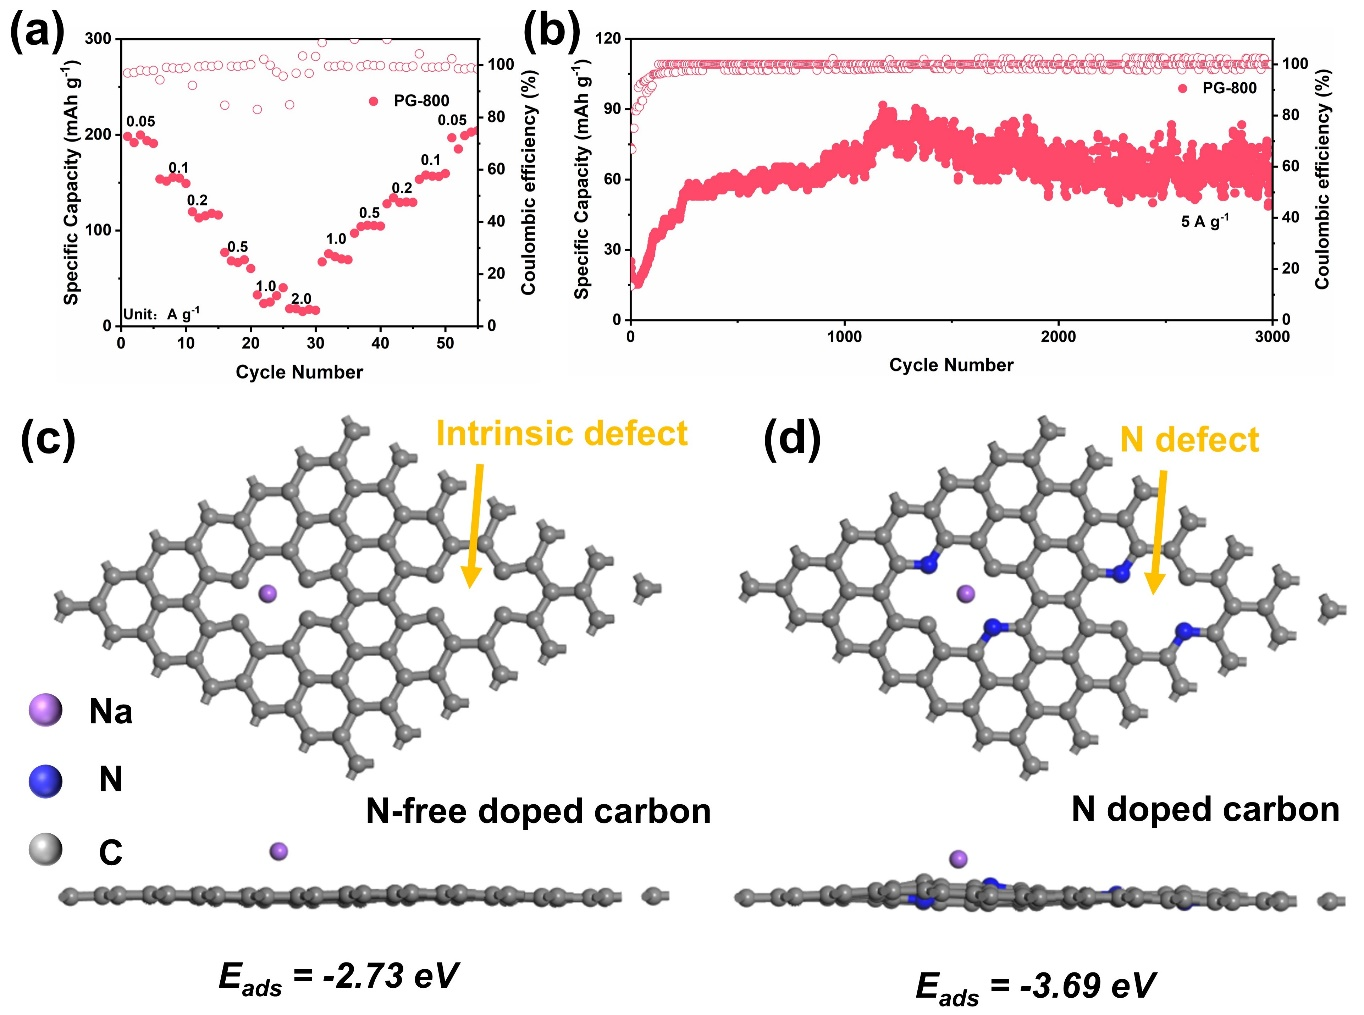 (a)
300
200
100
0
Specific Capacity (mAh g-1)
0.05
0.1
0.2
0.5
1.0
2.0
1.0
0.5
0.2
0.1
0.05
PG-800
Unit: A g-1
100
80
60
40
20
0
Coulombic efficiency (%)
0 10 20 30 40 50
Cycle Number
(b)
120
90
60
30
0
Specific Capacity (mAh g-1)
PG-800
5 A g-1
100
80
60
40
20
0
Coulombic efficiency (%)
0 1000 2000 3000
Cycle Number
(c)
Intrinsic defect
Na
N
C
N-free doped carbon
Eads = -2.73 eV
(d)
N defect
N doped carbon
Eads = -3.69 eV